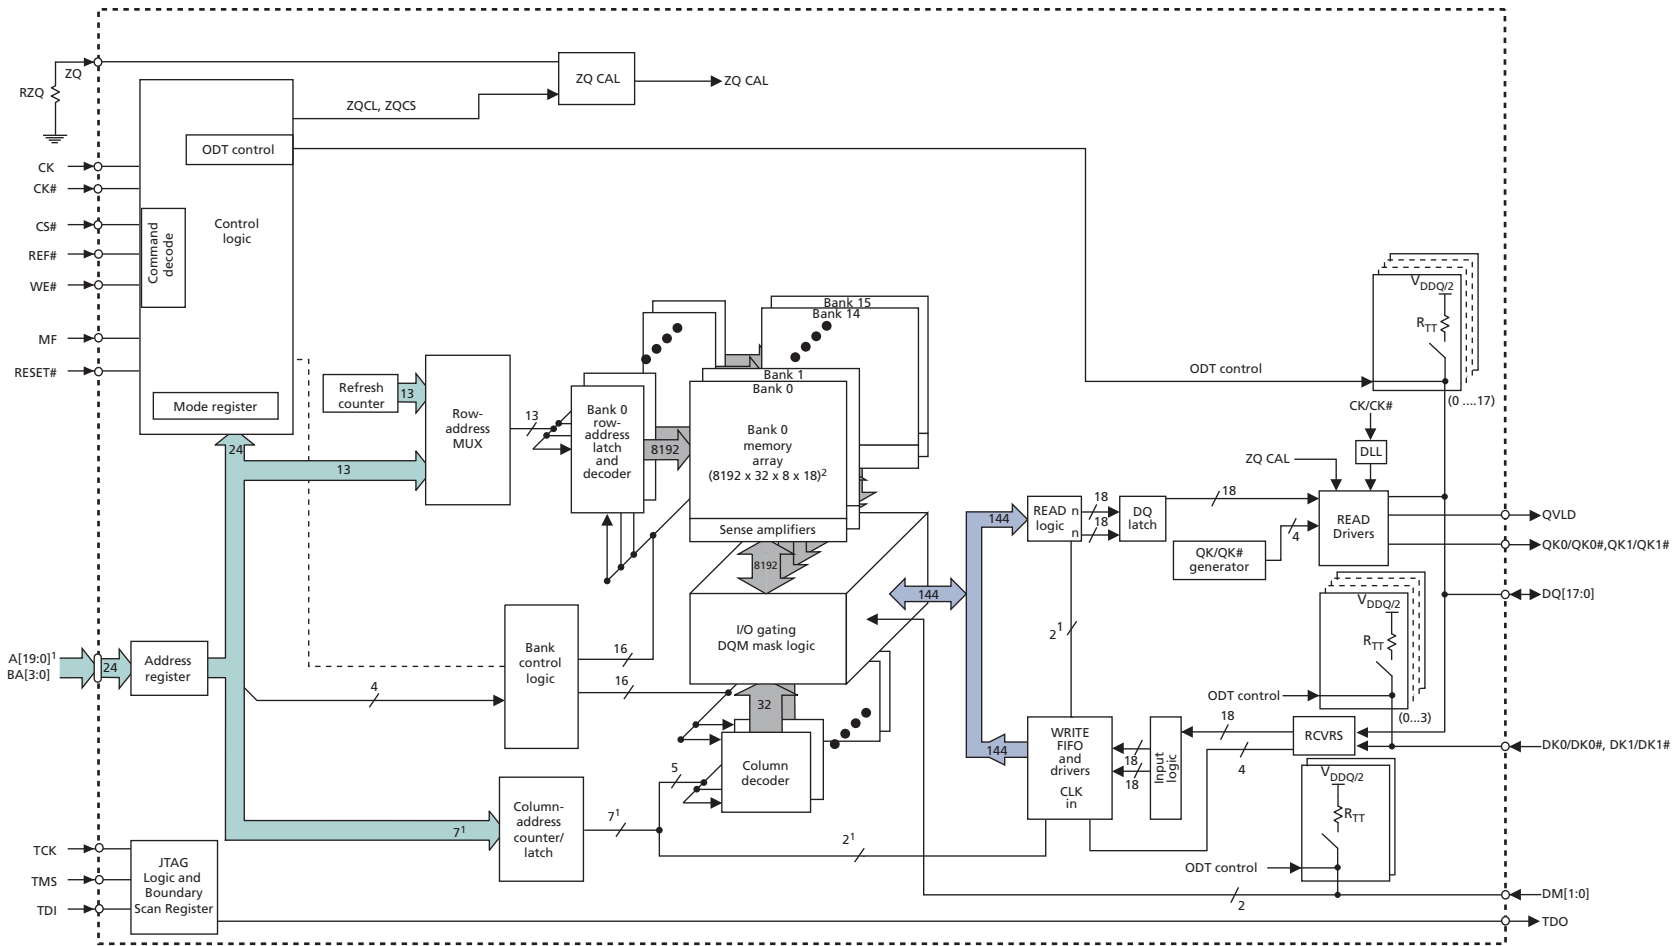 ZQ
RZQ
ZQ CAL
ZQ CAL
ZQCL, ZQCS
ODT control
CK
CK#
CS#
REF#
WE#
MF
RESET#
Command
decode
Control
logic
Mode register
24
13
Refresh
counter
13
Row-
address
MUX
13
Bank 0
row-
address
latch
and
decoder
8192
Bank 15
Bank 14
Bank 1
Bank 0
Bank 0
memory
array
(8192 x 32 x 8 x 18)²
Sense amplifiers
8192
I/O gating
DQM mask logic
32
Column
decoder
5
Bank
control
logic
16
16
4
A[19:0]¹
BA[3:0]
24
Address
register
7¹
Column-
address
counter/
latch
7¹
2¹
TCK
TMS
TDI
JTAG
Logic and
Boundary
Scan Register
144
144
144
READ
logic
n
n
18
18
DQ
latch
18
2¹
QK/QK#
generator
4
ZQ CAL
CK/CK#
DLL
READ
Drivers
ODT control
VDDQ/2
RTT
(0 ....17)
QVLD
QK0/QK0#,QK1/QK1#
DQ[17:0]
VDDQ/2
RTT
ODT control
(0...3)
WRITE
FIFO
and
drivers
CLK
in
18
18
Input
logic
18
4
RCVRS
DK0/DK0#, DK1/DK1#
VDDQ/2
RTT
ODT control
2
DM[1:0]
TDO